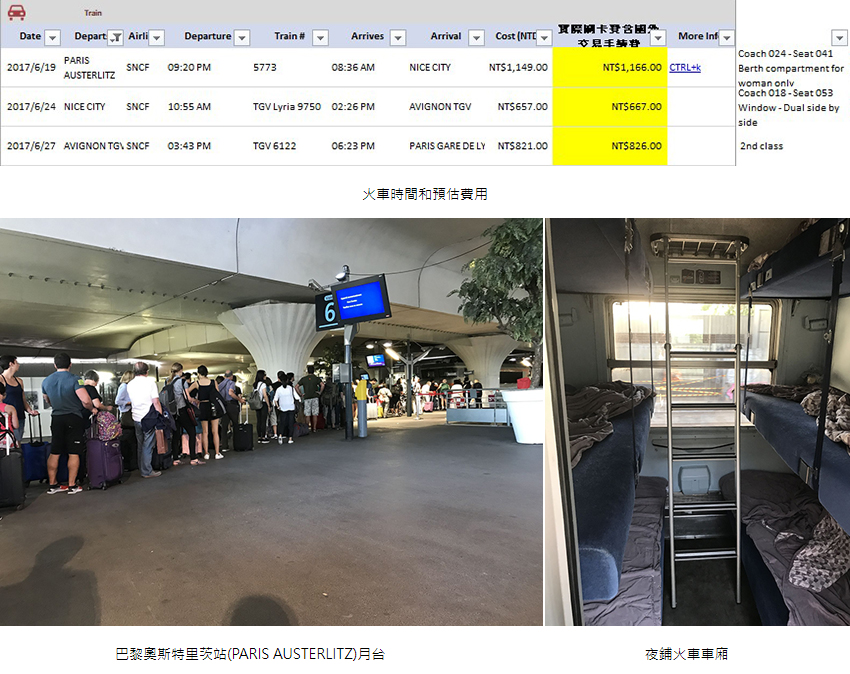 Train
Date Depart Airli Departure Train # Arrives Arrival Cost (NTD 實際刷卡費含國外 交易手續費 More Inf
2017/6/19 PARIS AUSTERLITZ SNCF 09:20 PM 5773 08:36 AM NICE CITY NT$1,149.00 NT$1,166.00 CTRL+k Coach 024 - Seat 041 Berth compartment for woman only
2017/6/24 NICE CITY SNCF 10:55 AM TGV Lyria 9750 02:26 PM AVIGNON TGV NT$657.00 NT$667.00 Coach 018 - Seat 053 Window - Dual side by side
2017/6/27 AVIGNON TGV SNCF 03:43 PM TGV 6122 06:23 PM PARIS GARE DE LY NT$821.00 NT$826.00 2nd class
火車時間和預估費用
6
巴黎奧斯特里茨站(PARIS AUSTERLITZ)月台
夜鋪火車車廂